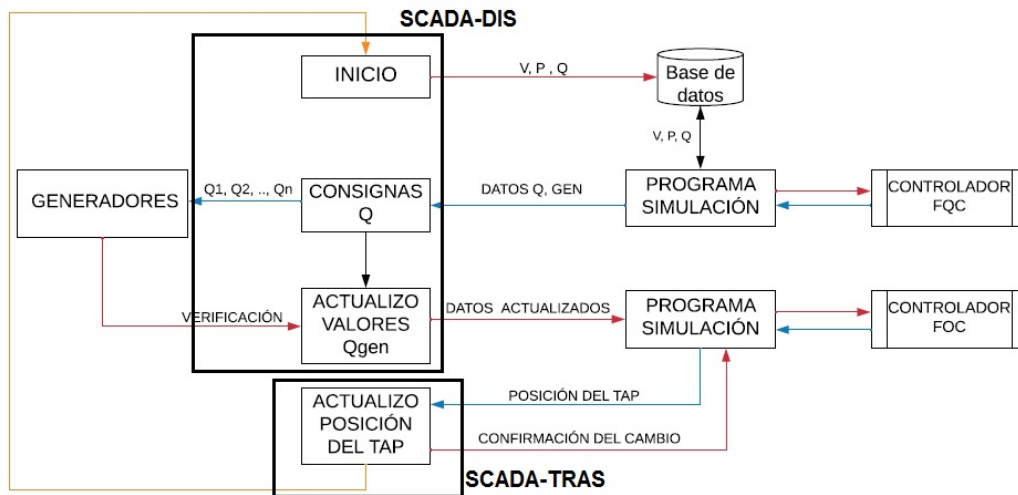 SCADA-DIS
INICIO
V, P , Q
Base de
datos
V, P, Q
GENERADORES
Q1, Q2, .., Qn
CONSIGNAS
Q
DATOS Q, GEN
PROGRAMA
SIMULACIÓN
CONTROLADOR
FQC
VERIFICACIÓN
ACTUALIZO
VALORES
Qgen
DATOS ACTUALIZADOS
PROGRAMA
SIMULACIÓN
CONTROLADOR
FOC
ACTUALIZO
POSICIÓN
DEL TAP
POSICIÓN DEL TAP
CONFIRMACIÓN DEL CAMBIO
SCADA-TRAS